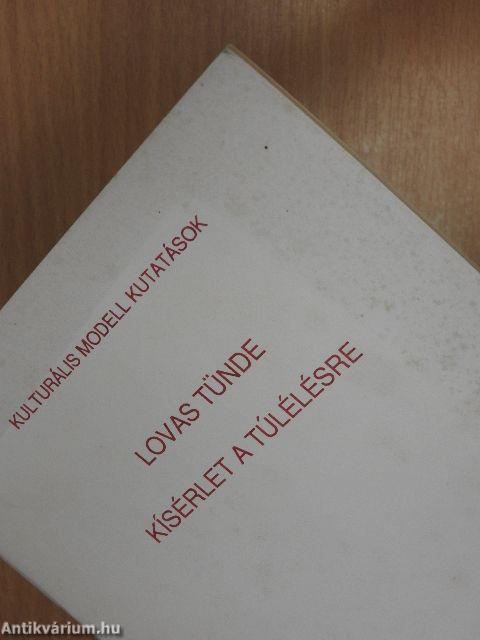 KULTURÁLIS MODELL KUTATÁSOK
LOVAS TÜNDE
KÍSÉRLET A TÚLÉLÉSRE
Antikvárium.hu